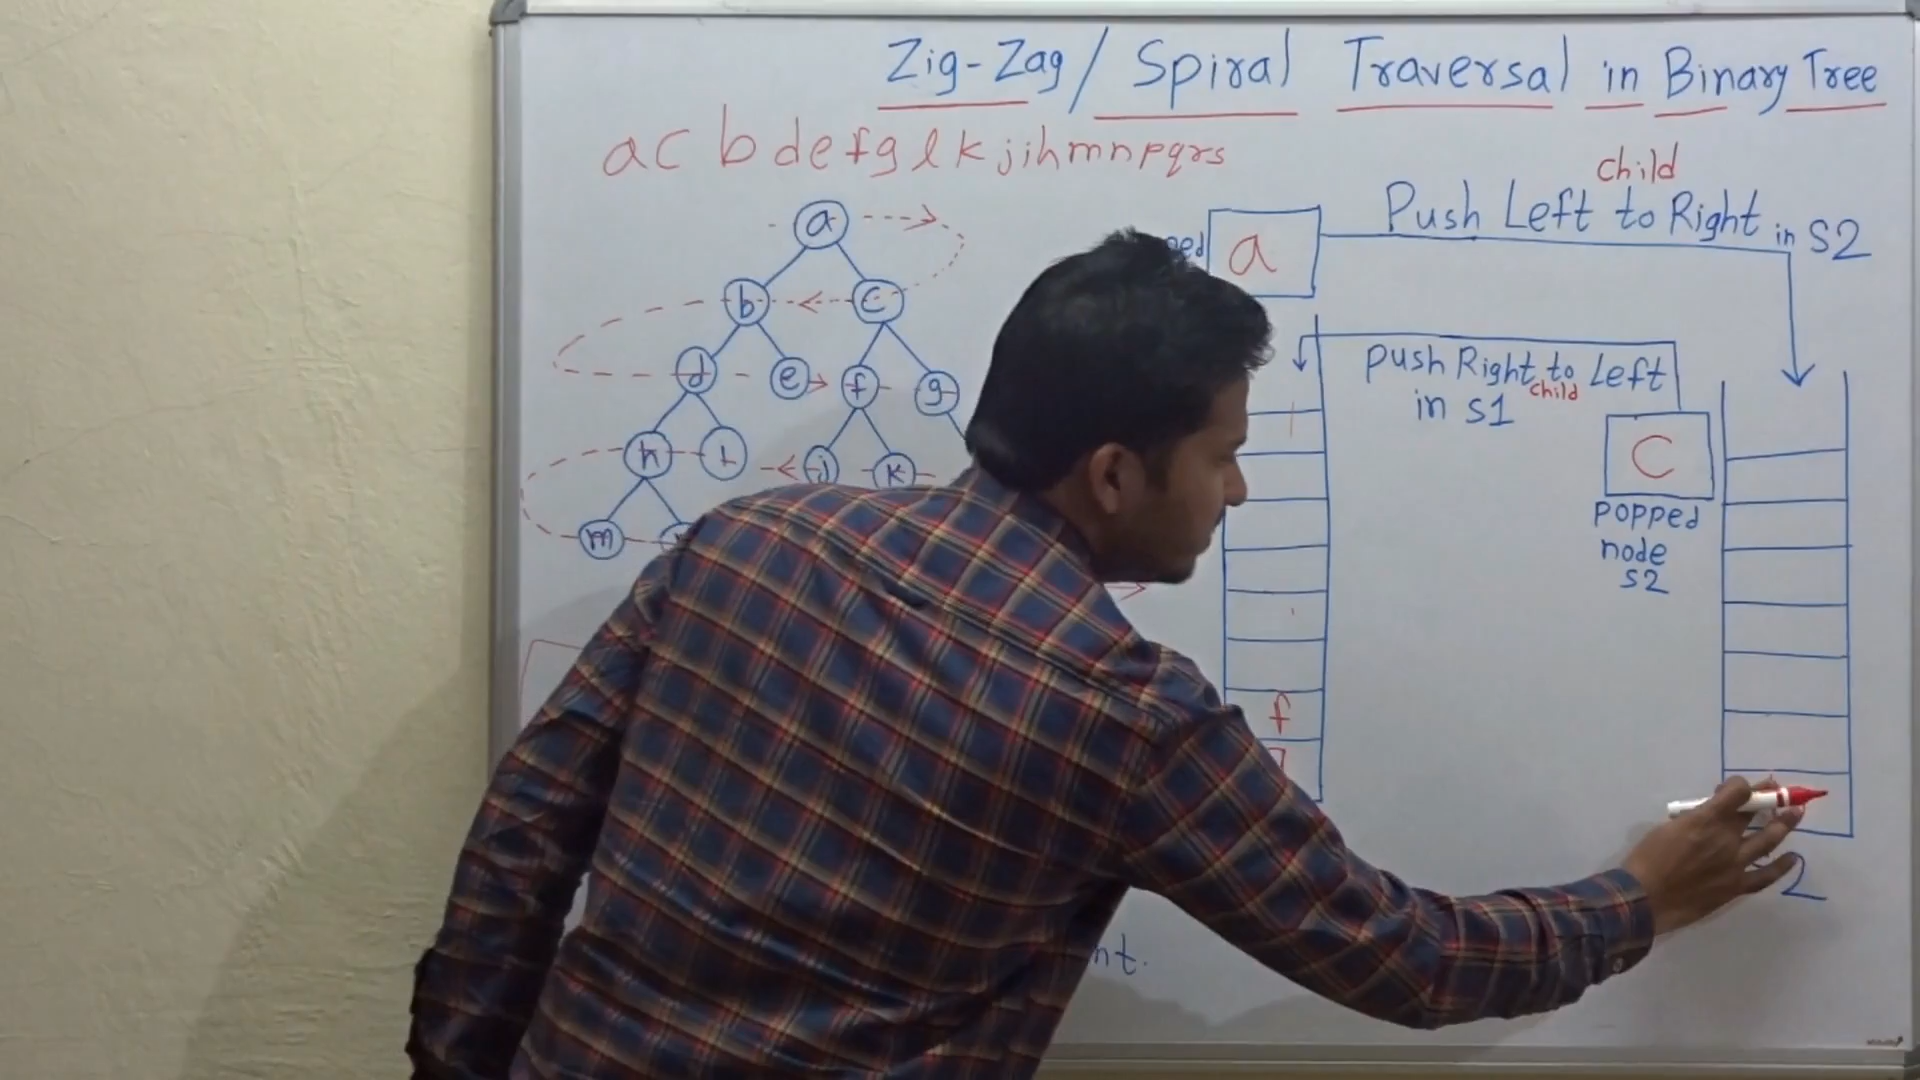 Zig-Zag / Spiral Traversal in Binary Tree
a c b d e f g l k j i h m n p q r s
child
Push Left to Right in S2
a
a
b
c
push Right to Left
child
in S1
d
e
f
g
c
h
i
j
k
popped
node
S2
m
f
2
nt.